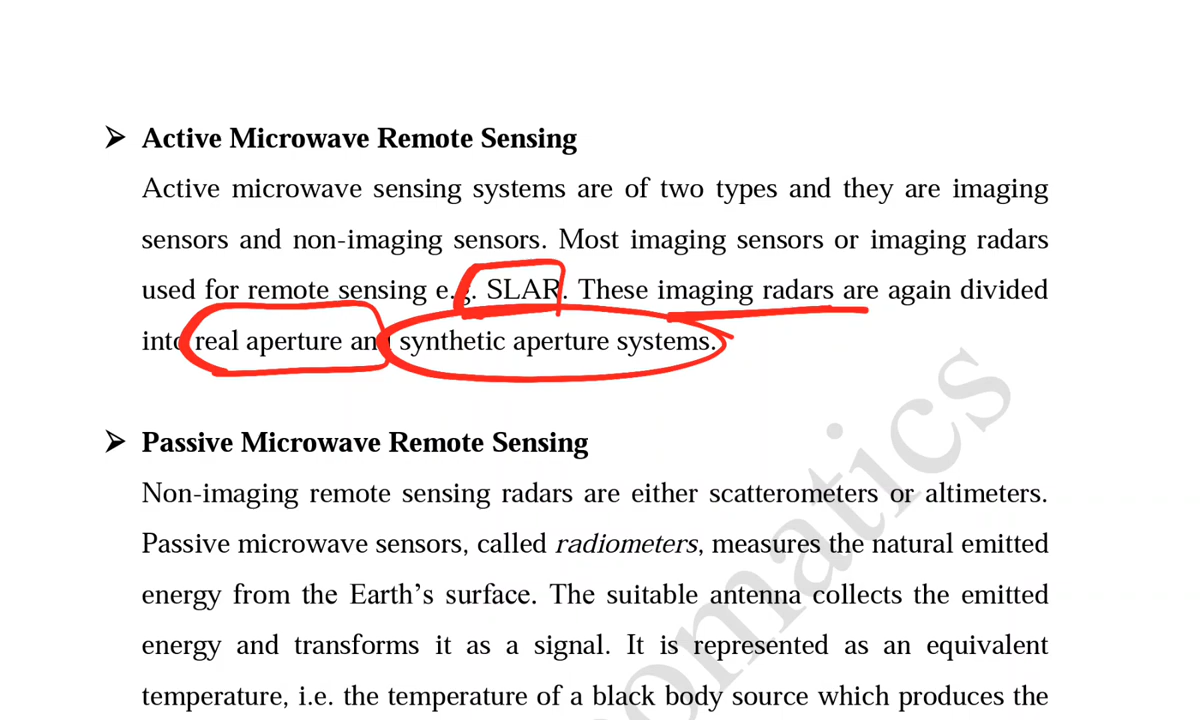 ➢ Active Microwave Remote Sensing
Active microwave sensing systems are of two types and they are imaging
sensors and non-imaging sensors. Most imaging sensors or imaging radars
used for remote sensing e.g. SLAR. These imaging radars are again divided
into real aperture and synthetic aperture systems.
➢ Passive Microwave Remote Sensing
Non-imaging remote sensing radars are either scatterometers or altimeters.
Passive microwave sensors, called radiometers, measures the natural emitted
energy from the Earth’s surface. The suitable antenna collects the emitted
energy and transforms it as a signal. It is represented as an equivalent
temperature, i.e. the temperature of a black body source which produces the